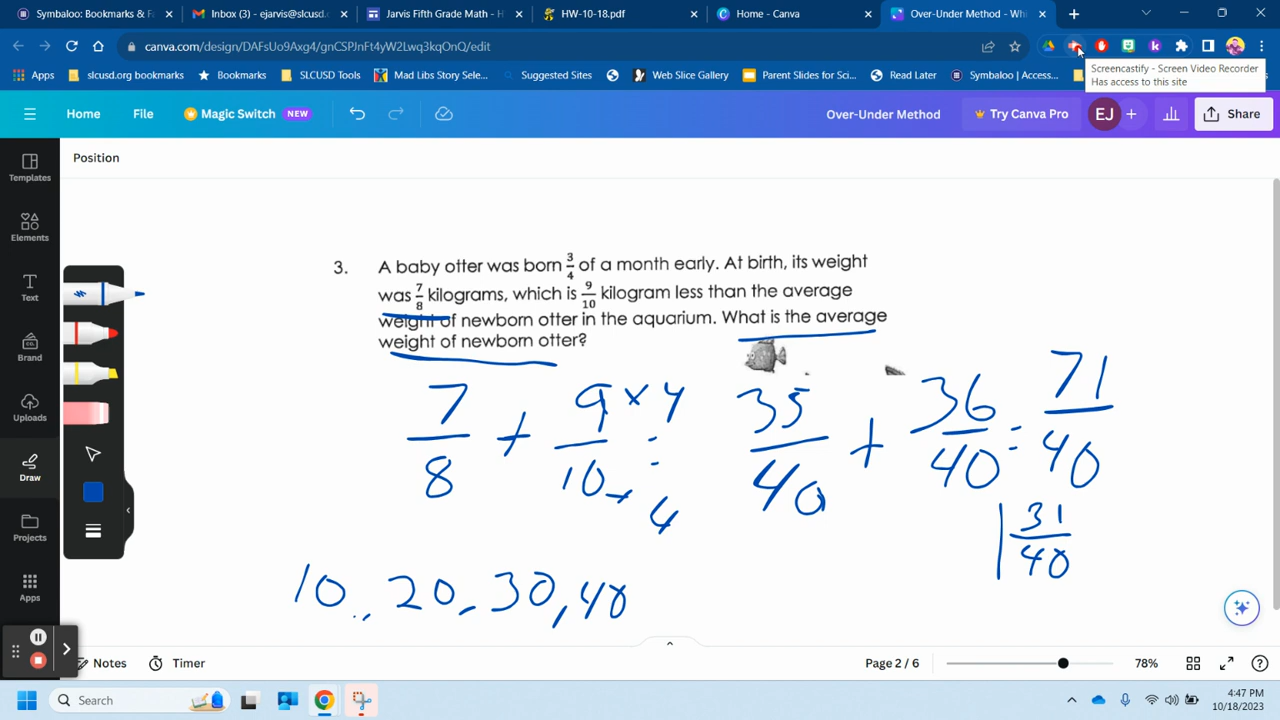 Symbaloo: Bookmarks & F
Inbox (3) - ejarvis@slcusd.o
Jarvis Fifth Grade Math - H
HW-10-18.pdf
Home - Canva
Over-Under Method - Whi
canva.com/design/DAFsUo9Axg4/gnCSPJnFt4yW2Lwq3kqOnQ/edit
Screencastify - Screen Video Recorder
Has access to this site
Apps
slcusd.org bookmarks
SLCUSD Tools
Mad Libs Story Sele...
Suggested Sites
Web Slice Gallery
Parent Slides for Sci...
Read Later
Symbaloo | Access...
Home
File
Magic Switch NEW
Over-Under Method
Try Canva Pro
EJ
Share
Position
Templates
Elements
Text
Brand
Uploads
Draw
Projects
Apps
3. A baby otter was born 3/4 of a month early. At birth, its weight
was 7/8 kilograms, which is 9/10 kilogram less than the average
weight of newborn otter in the aquarium. What is the average
weight of newborn otter?
7/8 + 9/10 × 4 = 35/40 + 36/40 = 71/40
× 4
1 31/40
10, 20, 30, 40
Notes
Timer
Page 2 / 6
78%
Search
4:47 PM
10/18/2023